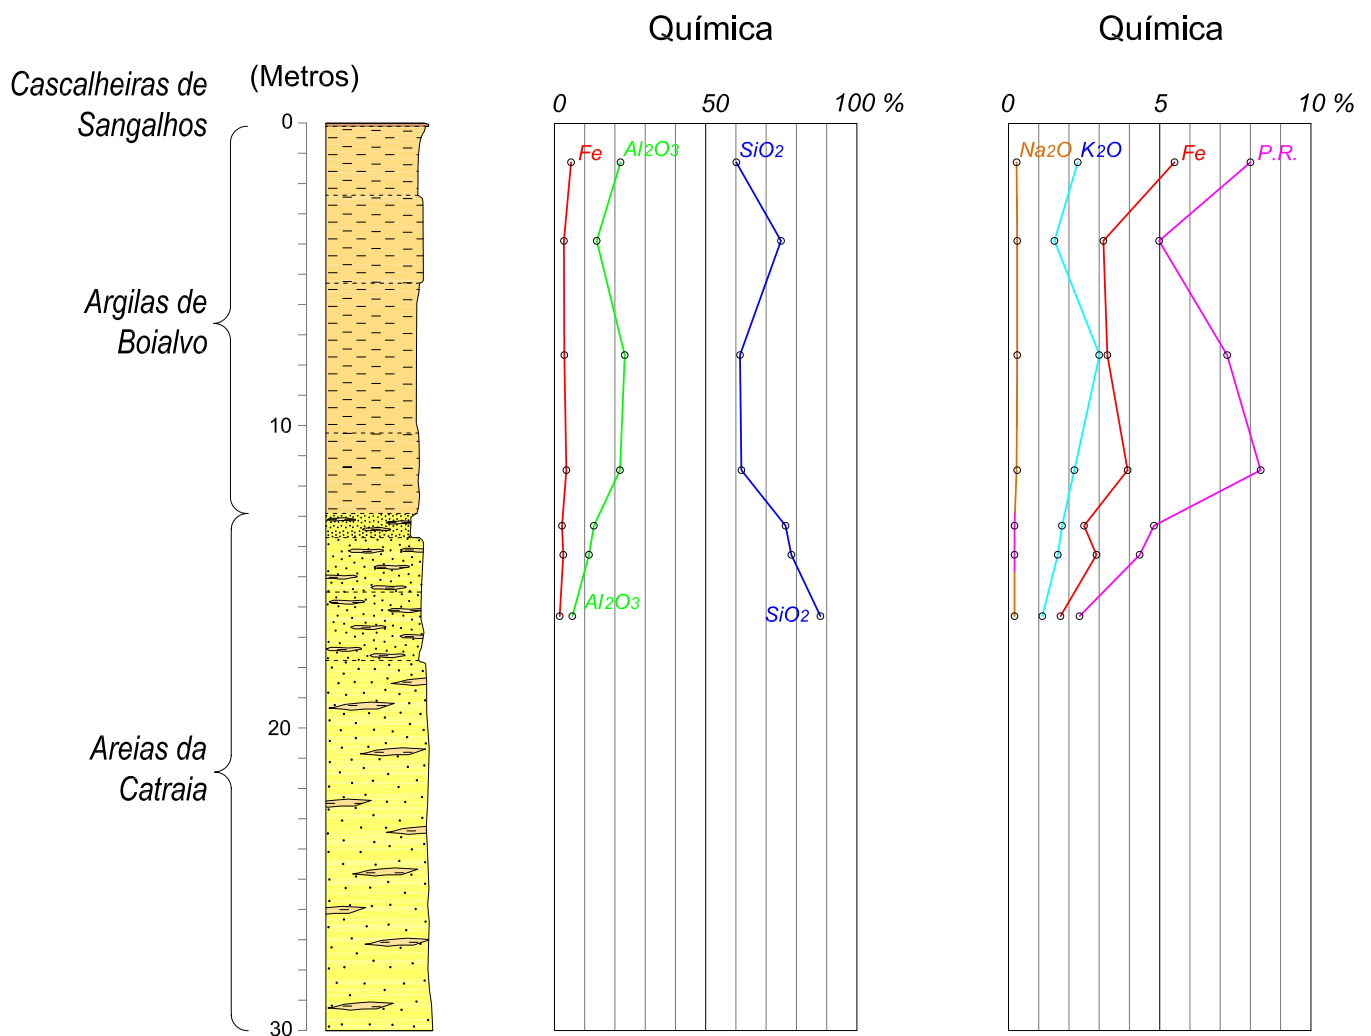 Química
Química
Cascalheiras de
Sangalhos
(Metros)
0 50 100 %
0 5 10 %
0
Fe Al2O3 SiO2
Na2O K2O Fe P.R.
Argilas de
Boialvo
10
Al2O3 SiO2
20
Areias da
Catraia
30